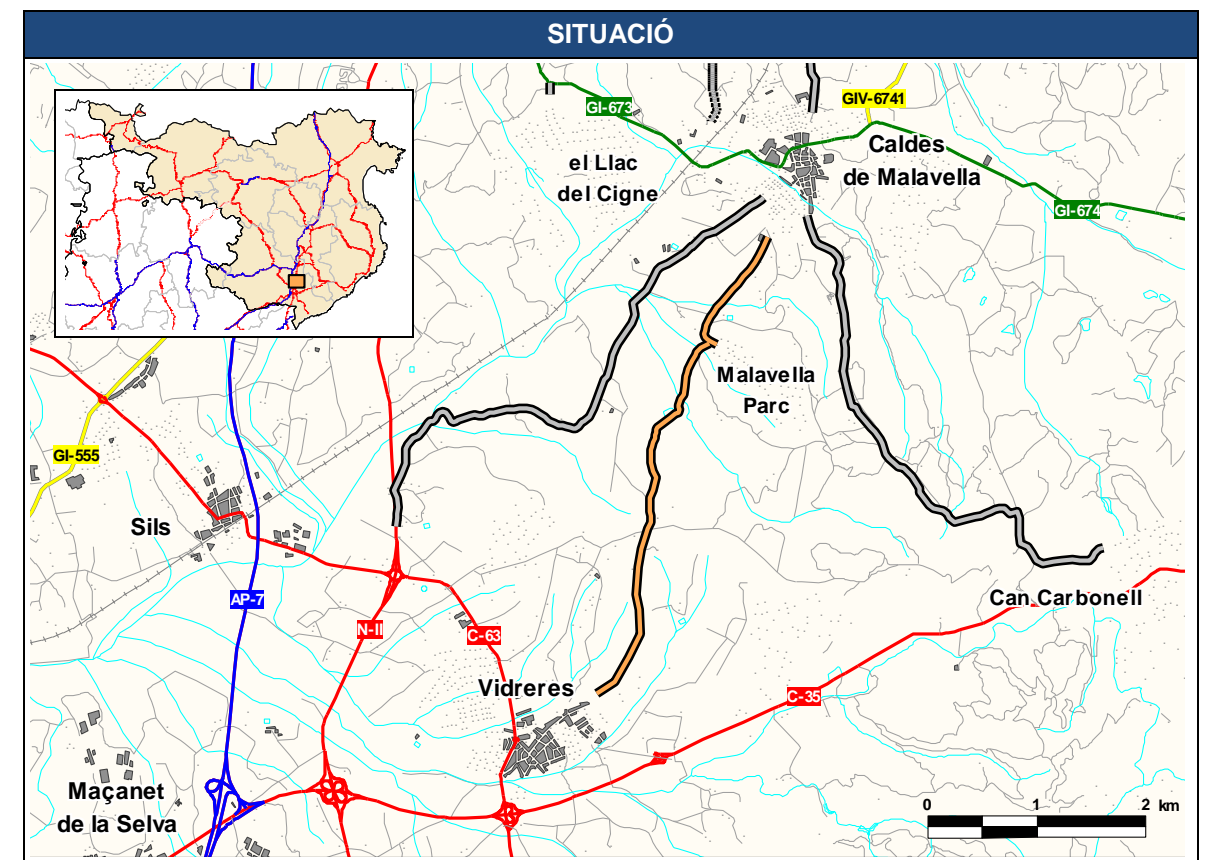 SITUACIÓ
GIV-6741
GI-673
Caldes
de Malavella
el Llac
del Cigne
GI-674
Malavella
Parc
GI-555
Sils
AP-7
Can Carbonell
N-II
C-63
Vidreres
C-35
Maçanet
de la Selva
0 1 2 km